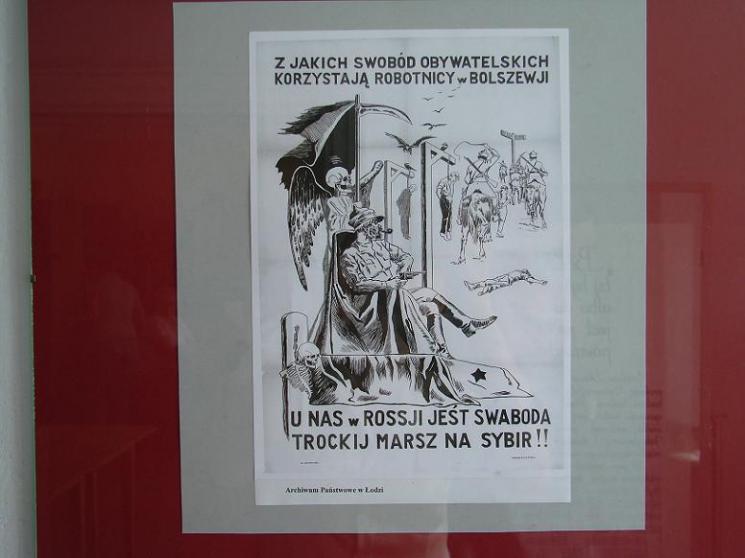 Z JAKICH SWOBÓD OBYWATELSKICH
KORZYSTAJĄ ROBOTNICY w BOLSZEWJI
U NAS w ROSSJI JEŚT SWABODA
TROCKIJ MARSZ NA SYBIR!!
Archiwum Państwowe w Łodzi